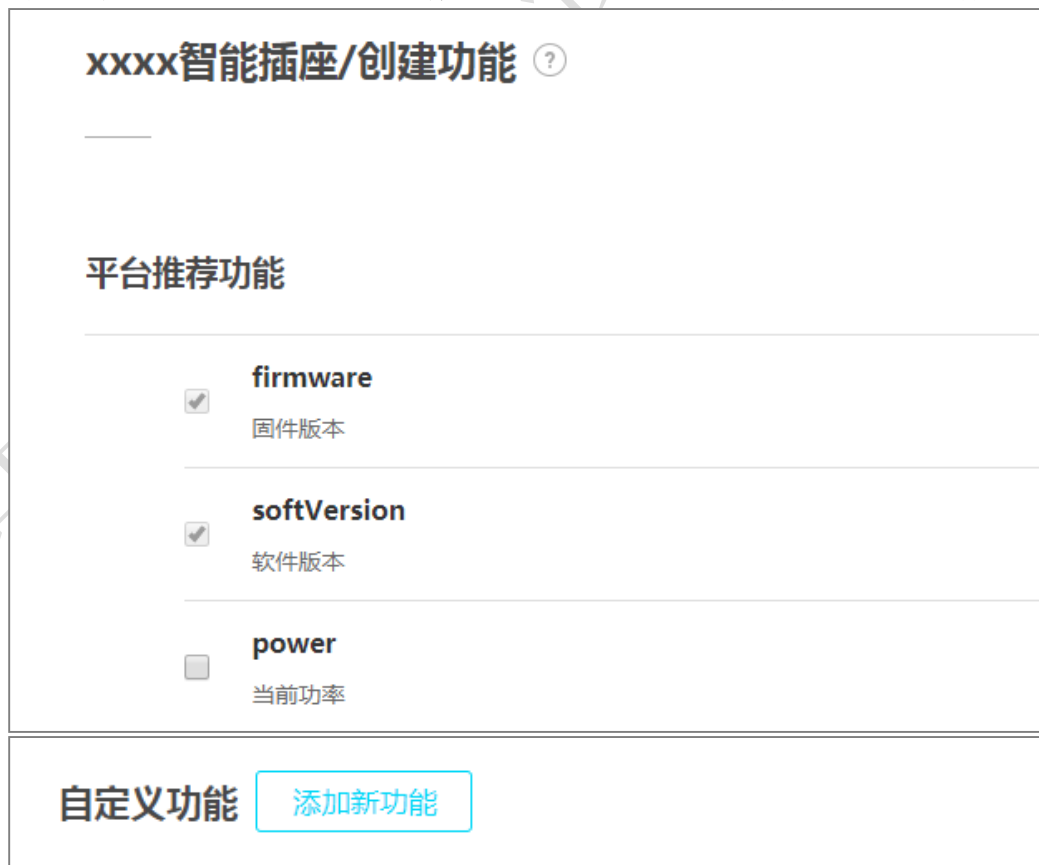 xxxx智能插座/创建功能 ?
平台推荐功能
firmware
固件版本
softVersion
软件版本
power
当前功率
自定义功能 添加新功能